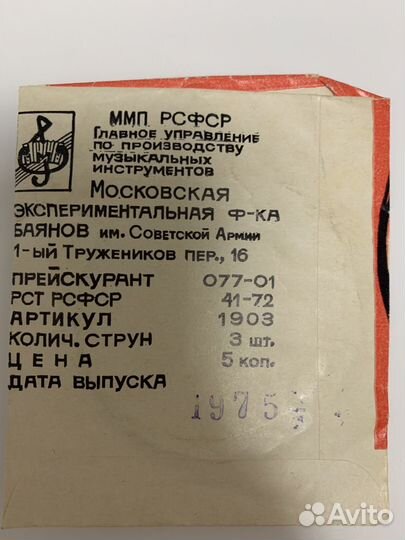 ММП РСФСР
Главное управление
по производству
музыкальных
инструментов
Московская
экспериментальная ф-ка
баянов им. Советской Армии
1-ый Тружеников пер., 16
Прейскурант 077-01
РСТ РСФСР 41-72
Артикул 1903
Колич. струн 3 шт.
Цена 5 коп.
Дата выпуска
1975
Avito